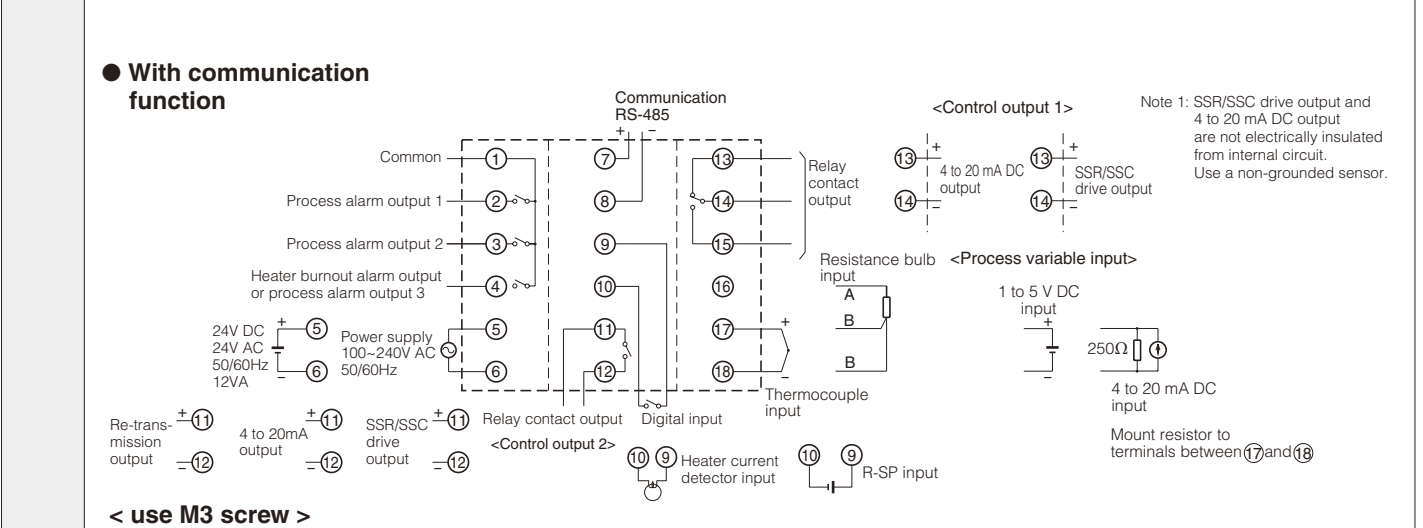 ● With communication
function
Communication
RS-485
+ −
Common
Process alarm output 1
Process alarm output 2
Heater burnout alarm output
or process alarm output 3
24V DC
24V AC
50/60Hz
12VA
+ 5
− 6
Power supply
100~240V AC
50/60Hz
1
2
3
4
5
6
7
8
9
10
11
12
13
14
15
16
17
18
Relay
contact
output
<Control output 1>
13 +
14 −
4 to 20 mA DC
output
13 +
14 −
SSR/SSC
drive output
Note 1: SSR/SSC drive output and
4 to 20 mA DC output
are not electrically insulated
from internal circuit.
Use a non-grounded sensor.
Resistance bulb
input
A
B
B
+
−
Thermocouple
input
<Process variable input>
1 to 5 V DC
input
+
−
250Ω
4 to 20 mA DC
input
Mount resistor to
terminals between 17 and 18
Re-trans-
mission
output
+ 11
− 12
4 to 20mA
output
+ 11
− 12
SSR/SSC
drive
output
+ 11
− 12
Relay contact output
<Control output 2>
Digital input
10 9
Heater current
detector input
10 9
R-SP input
< use M3 screw >